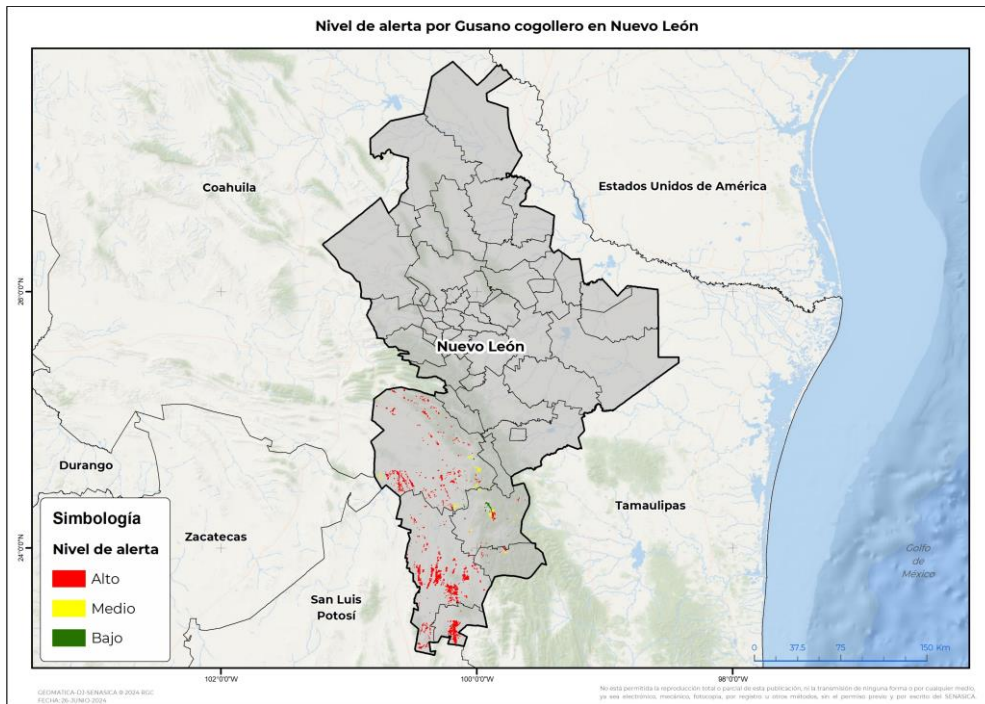 Nivel de alerta por Gusano cogollero en Nuevo León
Coahuila
Estados Unidos de América
26°0'0"N
Nuevo León
Durango
Tamaulipas
Simbología
Nivel de alerta
Alto
Medio
Bajo
Zacatecas
24°0'0"N
San Luis
Potosí
Golfo
de
México
0 37.5 75 150 Km
102°0'0"W 100°0'0"W 98°0'0"W
GEOMÁTICA-DJ-SENASICA ® 2024 RGC
FECHA: 26-JUNIO 2024
No está permitida la reproducción total o parcial de esta publicación, ni la transmisión de ninguna forma o por cualquier medio,
ya sea electrónico, mecánico, fotocopia, por registro u otros métodos, sin el permiso previo y por escrito del SENASICA.